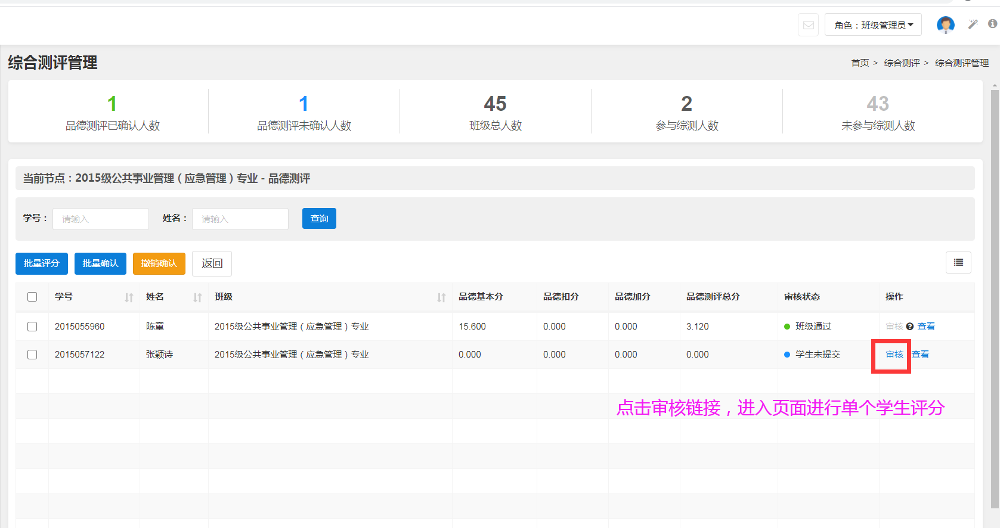 角色：班级管理员
综合测评管理
首页 > 综合测评 > 综合测评管理
1
品德测评已确认人数
1
品德测评未确认人数
45
班级总人数
2
参与综测人数
43
未参与综测人数
当前节点：2015级公共事业管理（应急管理）专业 - 品德测评
学号： 请输入 姓名： 请输入 查询
批量评分 批量确认 撤销确认 返回
学号 姓名 班级 品德基本分 品德扣分 品德加分 品德测评总分 审核状态 操作
2015055960 陈童 2015级公共事业管理（应急管理）专业 15.600 0.000 0.000 3.120 班级通过 审核 查看
2015057122 张颖诗 2015级公共事业管理（应急管理）专业 0.000 0.000 0.000 0.000 学生未提交 审核 查看
点击审核链接，进入页面进行单个学生评分